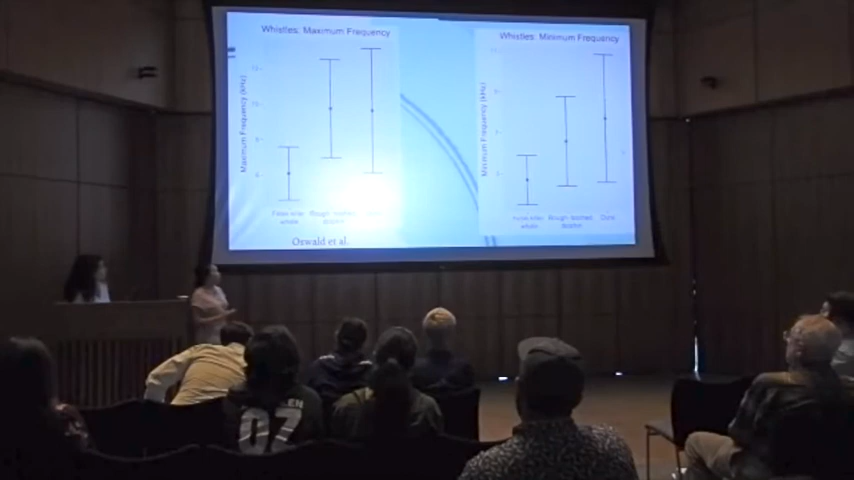 Whistles: Maximum Frequency
Maximum Frequency (kHz)
False killer
whale
Rough-toothed
dolphin
Oswald et al.
Whistles: Minimum Frequency
Minimum Frequency (kHz)
False killer
whale
Rough-toothed
dolphin
07